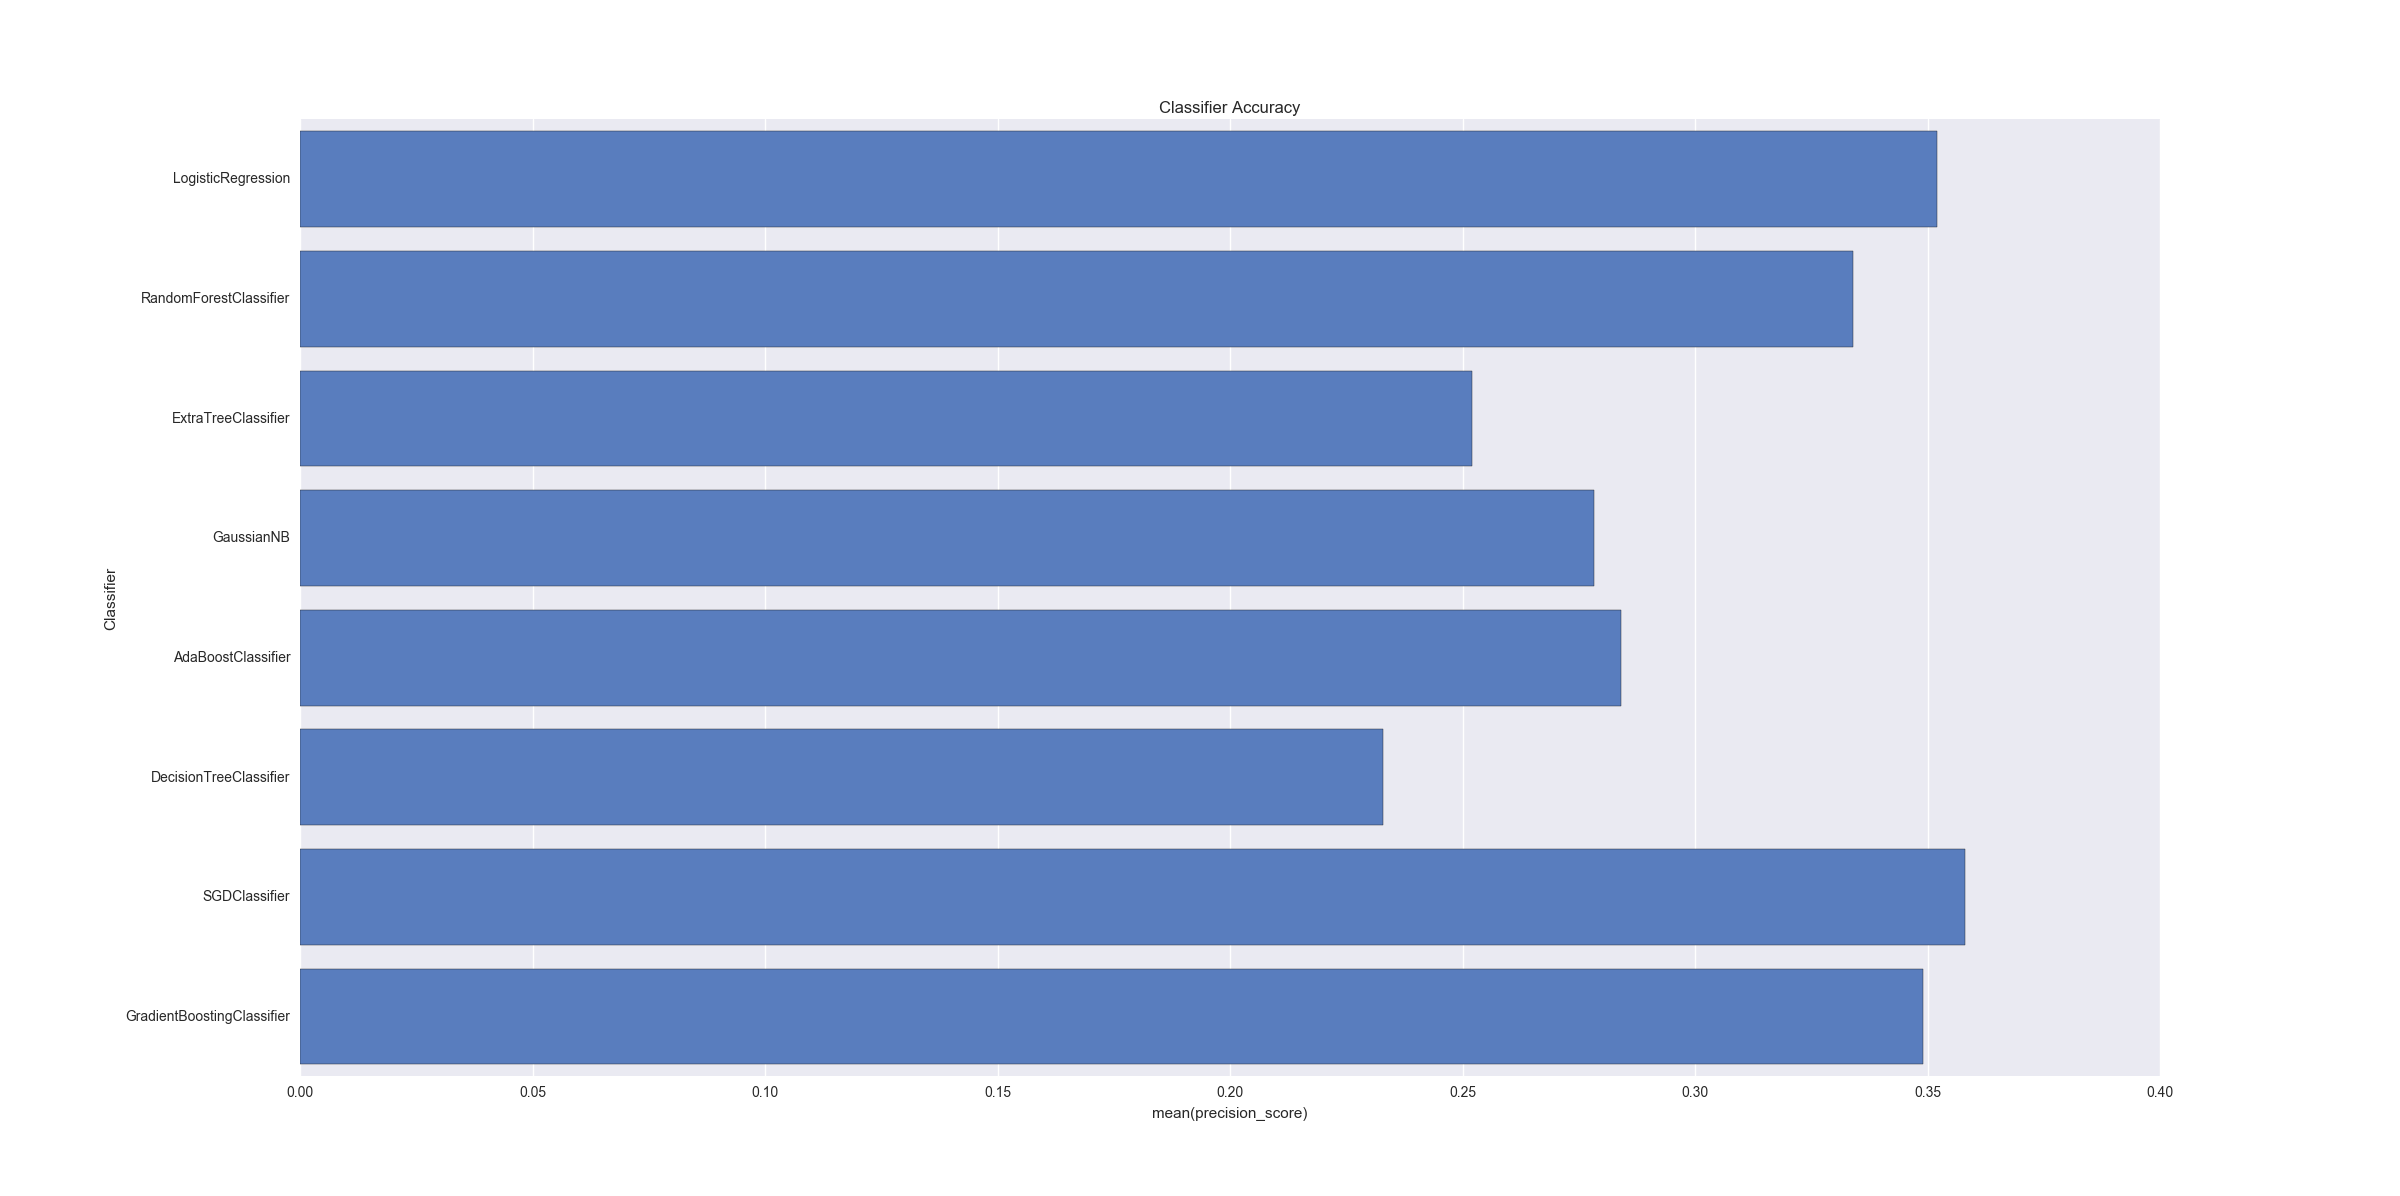 Classifier Accuracy
LogisticRegression
RandomForestClassifier
ExtraTreeClassifier
GaussianNB
Classifier
AdaBoostClassifier
DecisionTreeClassifier
SGDClassifier
GradientBoostingClassifier
0.00 0.05 0.10 0.15 0.20 0.25 0.30 0.35 0.40
mean(precision_score)